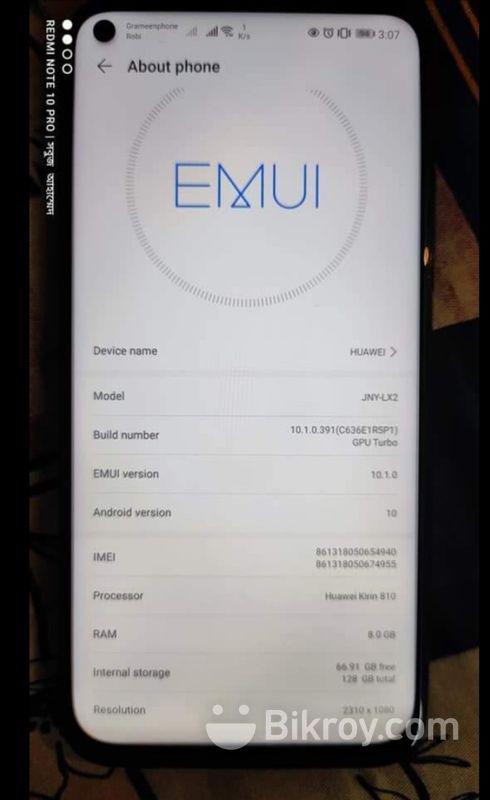 Grameenphone
Robi
1
K/s
3:07
About phone
EMUI
Device name
HUAWEI
Model
JNY-LX2
Build number
10.1.0.391(C636E1R5P1)
GPU Turbo
EMUI version
10.1.0
Android version
10
IMEI
861318050654940
861318050674955
Processor
Huawei Kirin 810
RAM
8.0 GB
Internal storage
66.91 GB free
128 GB total
Resolution
2310 x 1080
Bikroy.com
REDMI NOTE 10 PRO | সবুজ